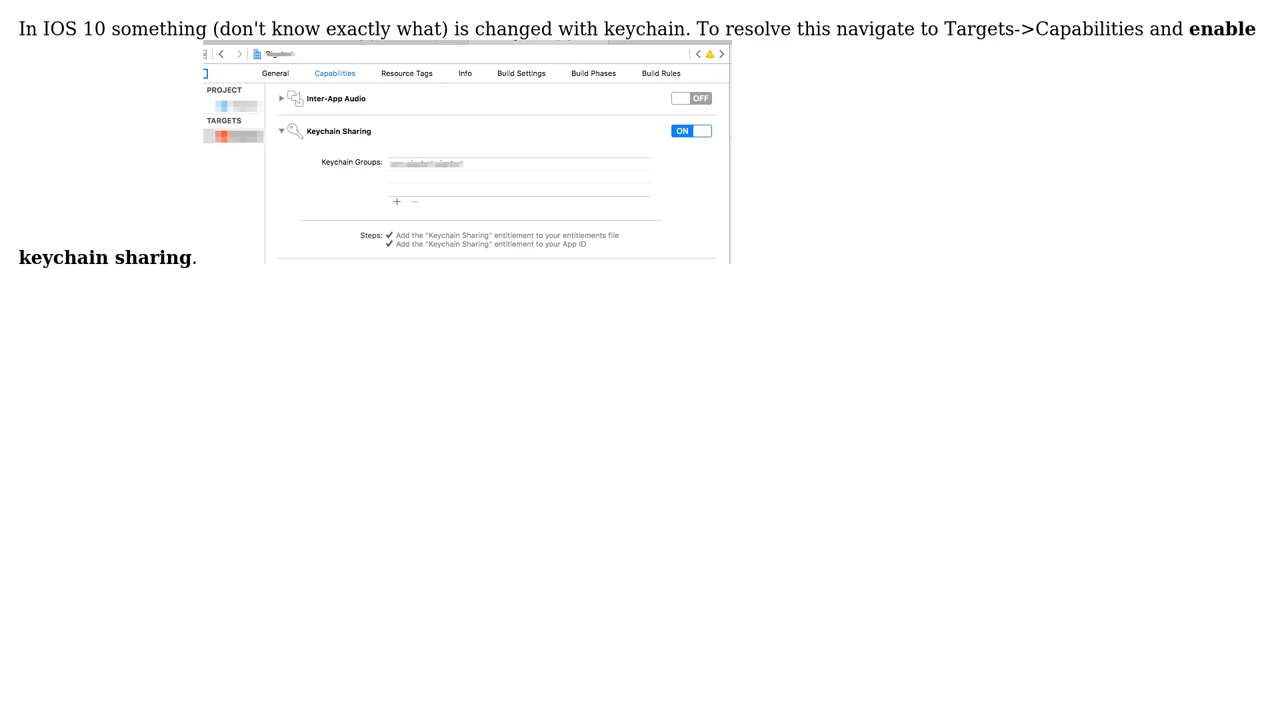 In IOS 10 something (don't know exactly what) is changed with keychain. To resolve this navigate to Targets->Capabilities and enable
General Capabilities Resource Tags Info Build Settings Build Phases Build Rules
PROJECT
Inter-App Audio OFF
TARGETS
Keychain Sharing ON
Keychain Groups:
+ −
Steps: ✔ Add the "Keychain Sharing" entitlement to your entitlements file
✔ Add the "Keychain Sharing" entitlement to your App ID
keychain sharing.